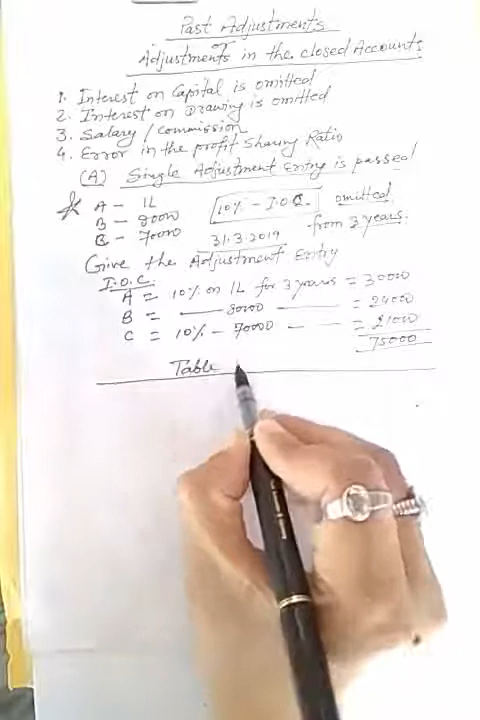 Past Adjustments
or
Adjustments in the closed Accounts
1. Interest on Capital is omitted
2. Interest on Drawing is omitted
3. Salary / Commission
4. Error in the profit Sharing Ratio
(A) Single Adjustment Entry is passed
A - 1L
B - 80000
C - 70000
10% - I.O.C. omitted
31.3.2019 from 3 years.
Give the Adjustment Entry
I.O.C.
A = 10% on 1L for 3 years = 30000
B = —— 80000 —— = 24000
C = 10% - 70000 — - = 21000
75000
Table